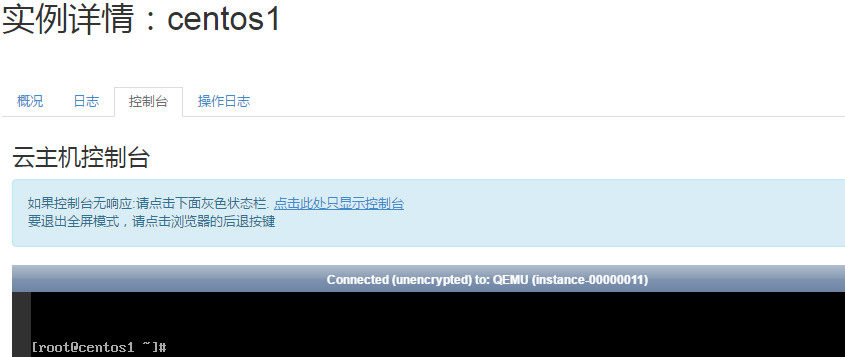 实例详情：centos1
概况 日志 控制台 操作日志
云主机控制台
如果控制台无响应:请点击下面灰色状态栏. 点击此处只显示控制台
要退出全屏模式，请点击浏览器的后退按键
Connected (unencrypted) to: QEMU (instance-00000011)
[root@centos1 ~]#